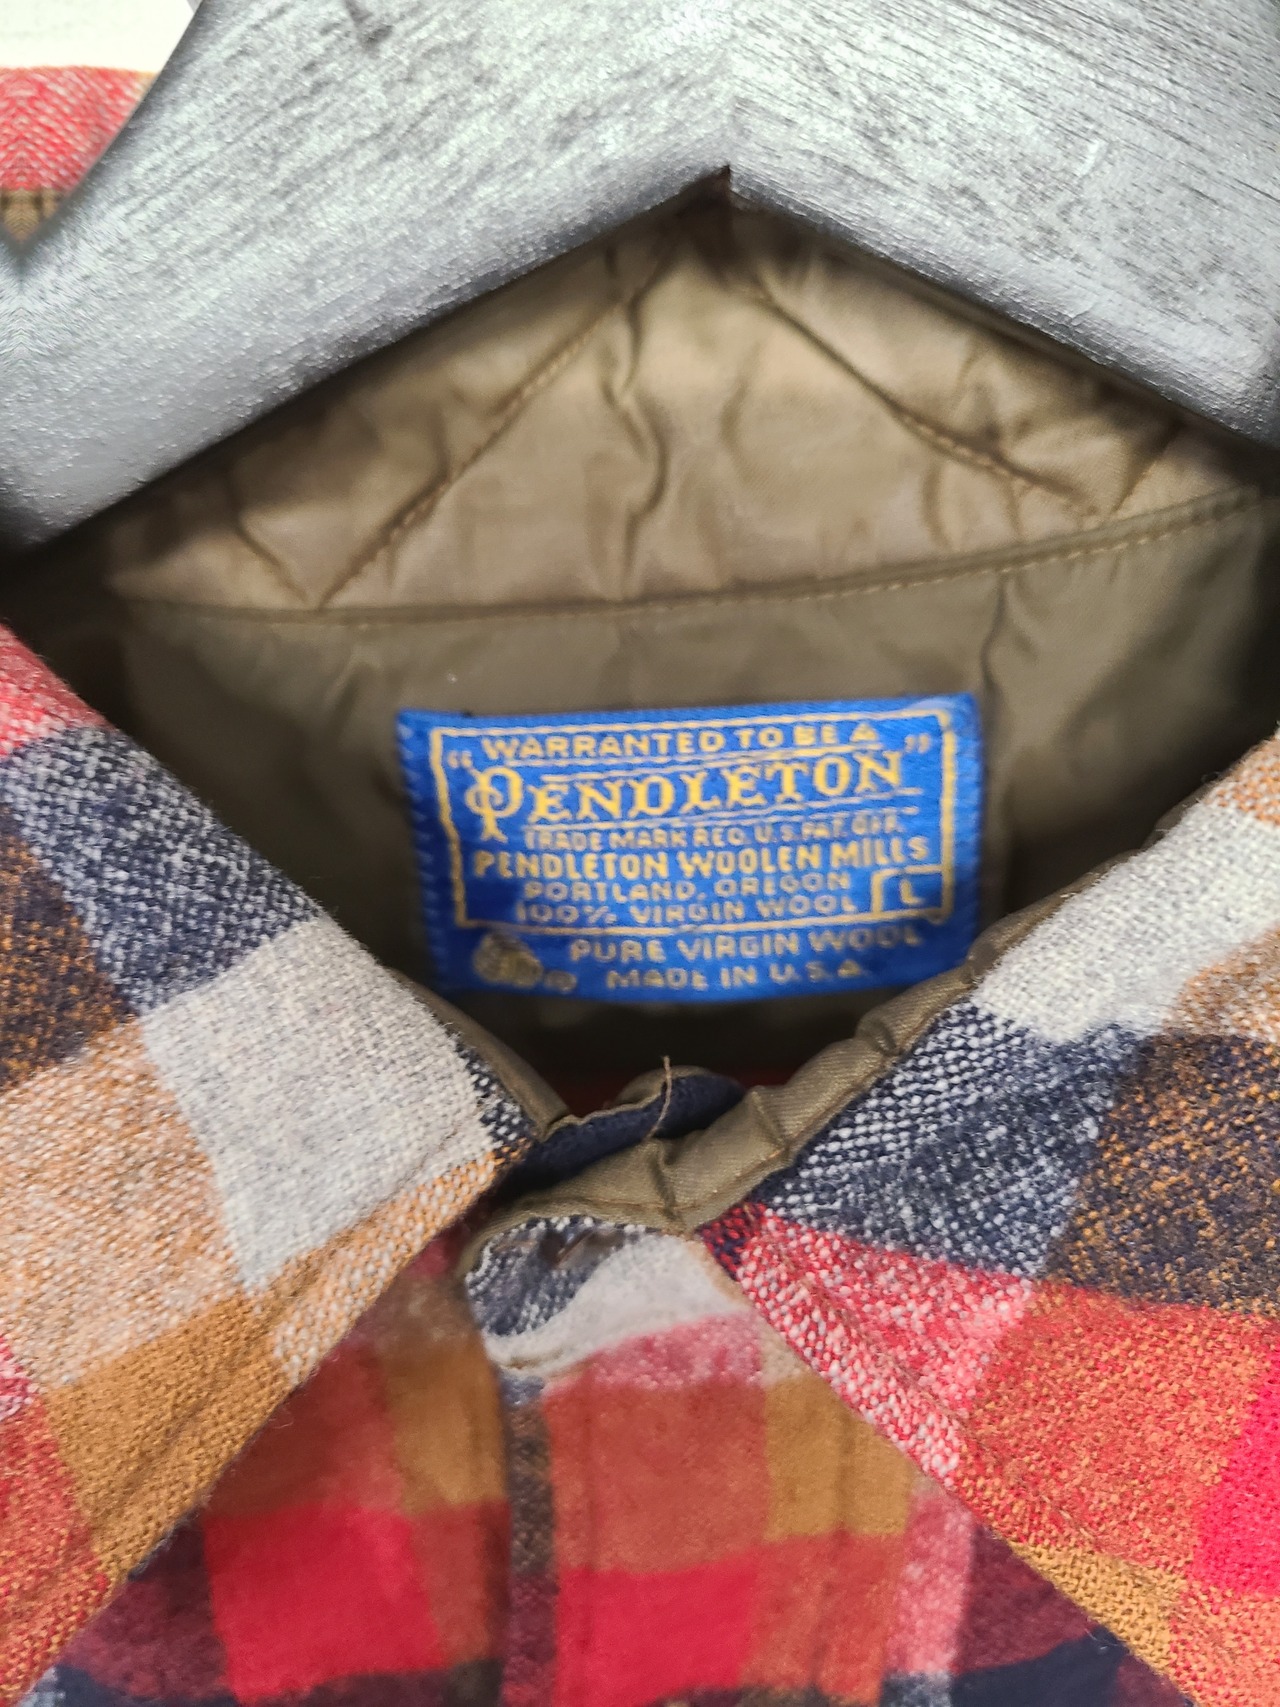 WARRANTED TO BE A
"PENDLETON"
TRADE MARK REG. U.S. PAT. OFF.
PENDLETON WOOLEN MILLS
PORTLAND, OREGON
100% VIRGIN WOOL L
PURE VIRGIN WOOL
MADE IN U.S.A.